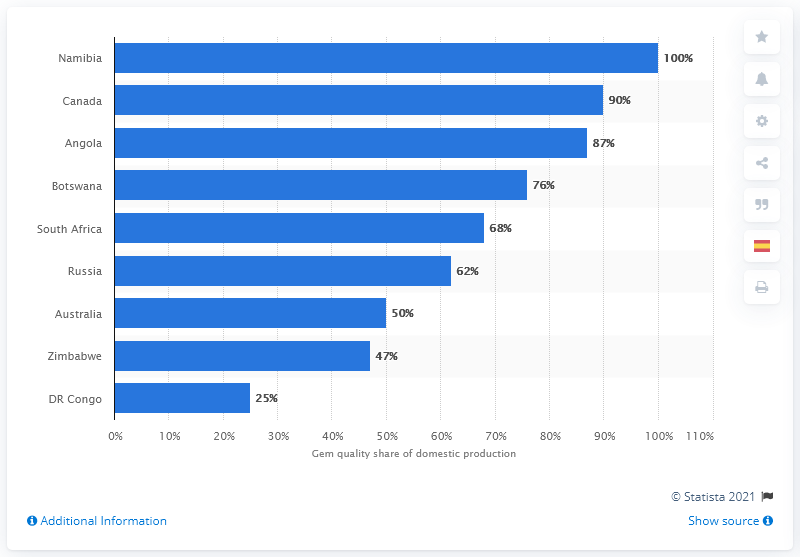 Namibia 100%
Canada 90%
Angola 87%
Botswana 76%
South Africa 68%
Russia 62%
Australia 50%
Zimbabwe 47%
DR Congo 25%
0% 10% 20% 30% 40% 50% 60% 70% 80% 90% 100% 110%
Gem quality share of domestic production
© Statista 2021
Additional Information
Show source